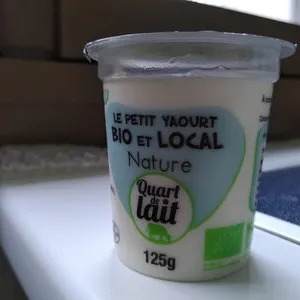 LE PETIT YAOURT
BIO ET LOCAL
Nature
Quart
de
lait
125g